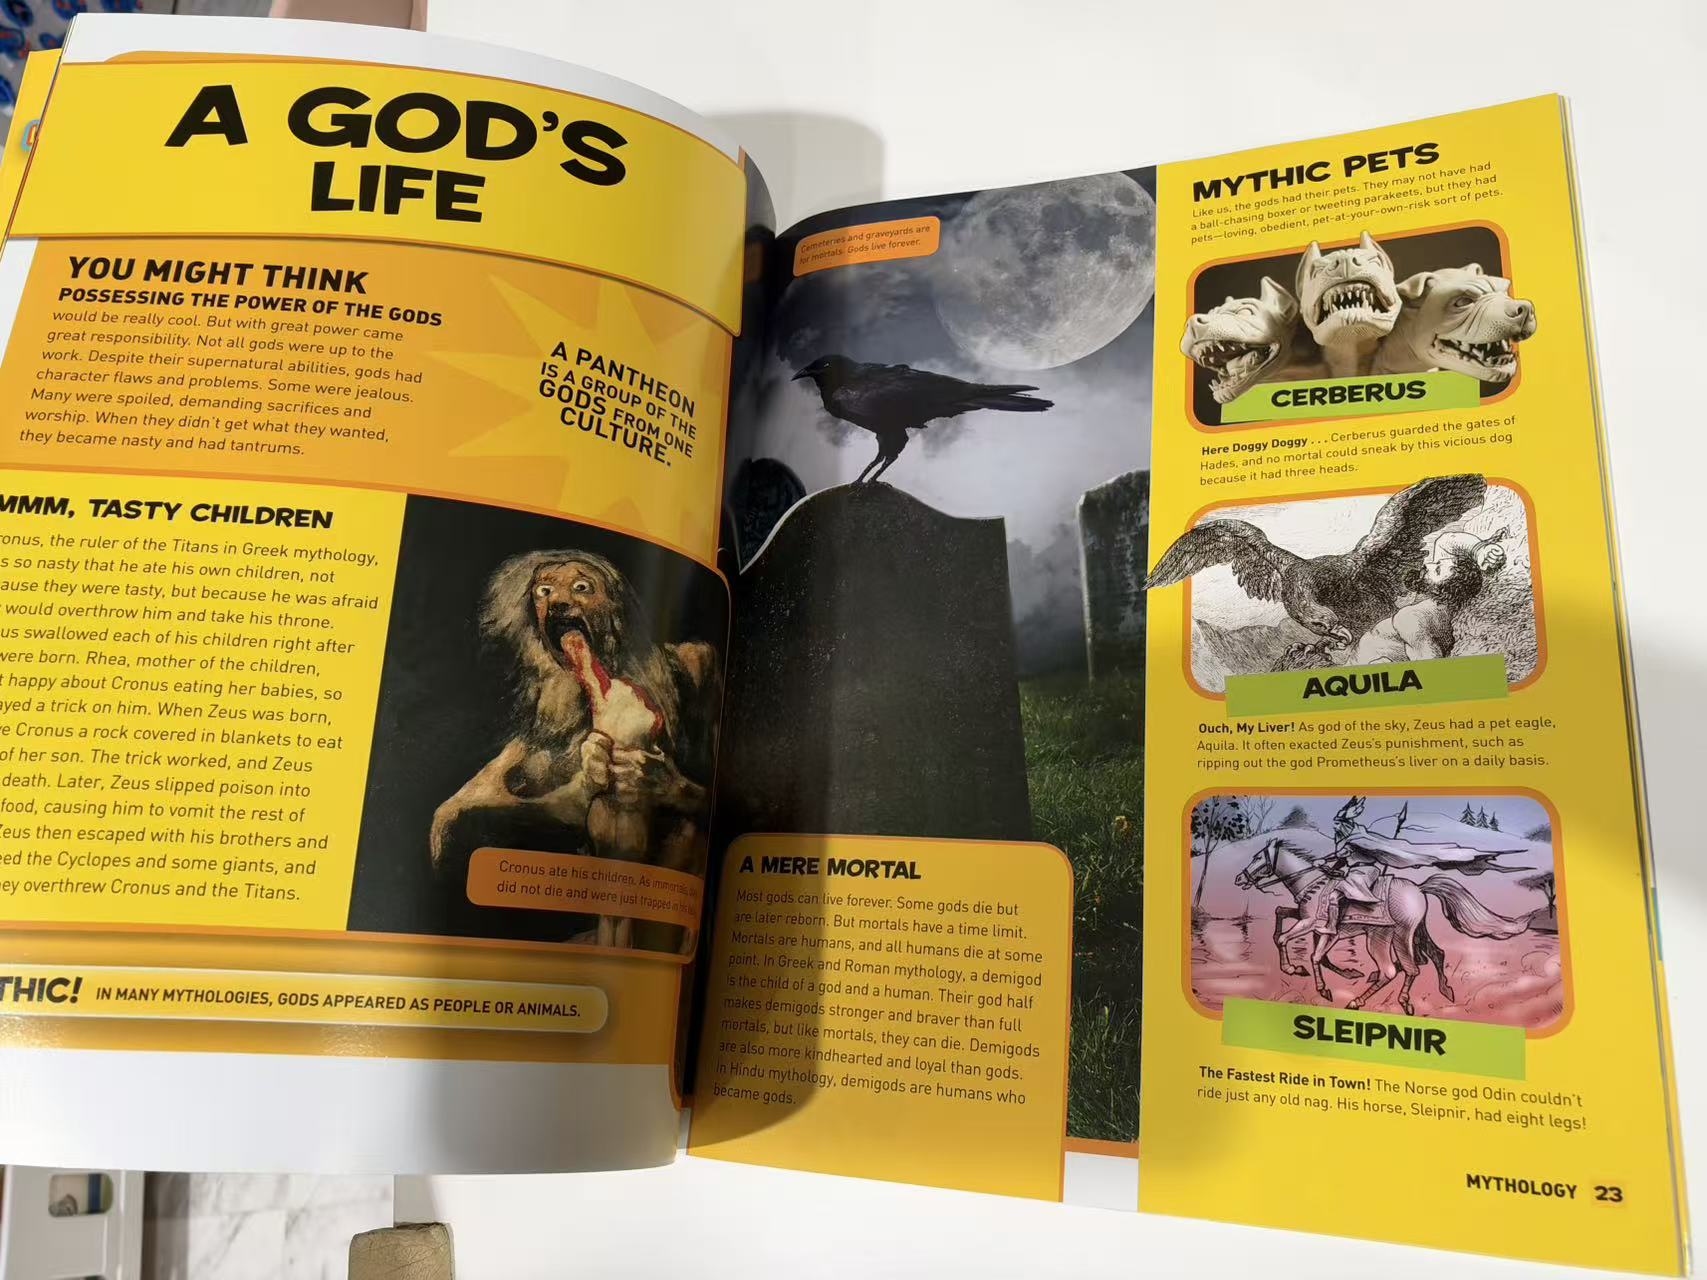 A GOD'S
LIFE
YOU MIGHT THINK
POSSESSING THE POWER OF THE GODS
would be really cool. But with great power came
great responsibility. Not all gods were up to the
work. Despite their supernatural abilities, gods had
character flaws and problems. Some were jealous.
Many were spoiled, demanding sacrifices and
worship. When they didn't get what they wanted,
they became nasty and had tantrums.
A PANTHEON
IS A GROUP OF THE
GODS FROM ONE
CULTURE.
MMM, TASTY CHILDREN
ronus, the ruler of the Titans in Greek mythology,
s so nasty that he ate his own children, not
ause they were tasty, but because he was afraid
would overthrow him and take his throne.
us swallowed each of his children right after
were born. Rhea, mother of the children,
t happy about Cronus eating her babies, so
ayed a trick on him. When Zeus was born,
ve Cronus a rock covered in blankets to eat
of her son. The trick worked, and Zeus
death. Later, Zeus slipped poison into
food, causing him to vomit the rest of
Zeus then escaped with his brothers and
eed the Cyclopes and some giants, and
hey overthrew Cronus and the Titans.
Cronus ate his children. As immortals, they
did not die and were just trapped in his
THIC! IN MANY MYTHOLOGIES, GODS APPEARED AS PEOPLE OR ANIMALS.
Cemeteries and graveyards are
for mortals. Gods live forever.
A MERE MORTAL
Most gods can live forever. Some gods die but
are later reborn. But mortals have a time limit.
Mortals are humans, and all humans die at some
point. In Greek and Roman mythology, a demigod
is the child of a god and a human. Their god half
makes demigods stronger and braver than full
mortals, but like mortals, they can die. Demigods
are also more kindhearted and loyal than gods.
In Hindu mythology, demigods are humans who
became gods.
MYTHIC PETS
Like us, the gods had their pets. They may not have had
a ball-chasing boxer or tweeting parakeets, but they had
pets—loving, obedient, pet-at-your-own-risk sort of pets.
CERBERUS
Here Doggy Doggy . . . Cerberus guarded the gates of
Hades, and no mortal could sneak by this vicious dog
because it had three heads.
AQUILA
Ouch, My Liver! As god of the sky, Zeus had a pet eagle,
Aquila. It often exacted Zeus's punishment, such as
ripping out the god Prometheus's liver on a daily basis.
SLEIPNIR
The Fastest Ride in Town! The Norse god Odin couldn't
ride just any old nag. His horse, Sleipnir, had eight legs!
MYTHOLOGY 23